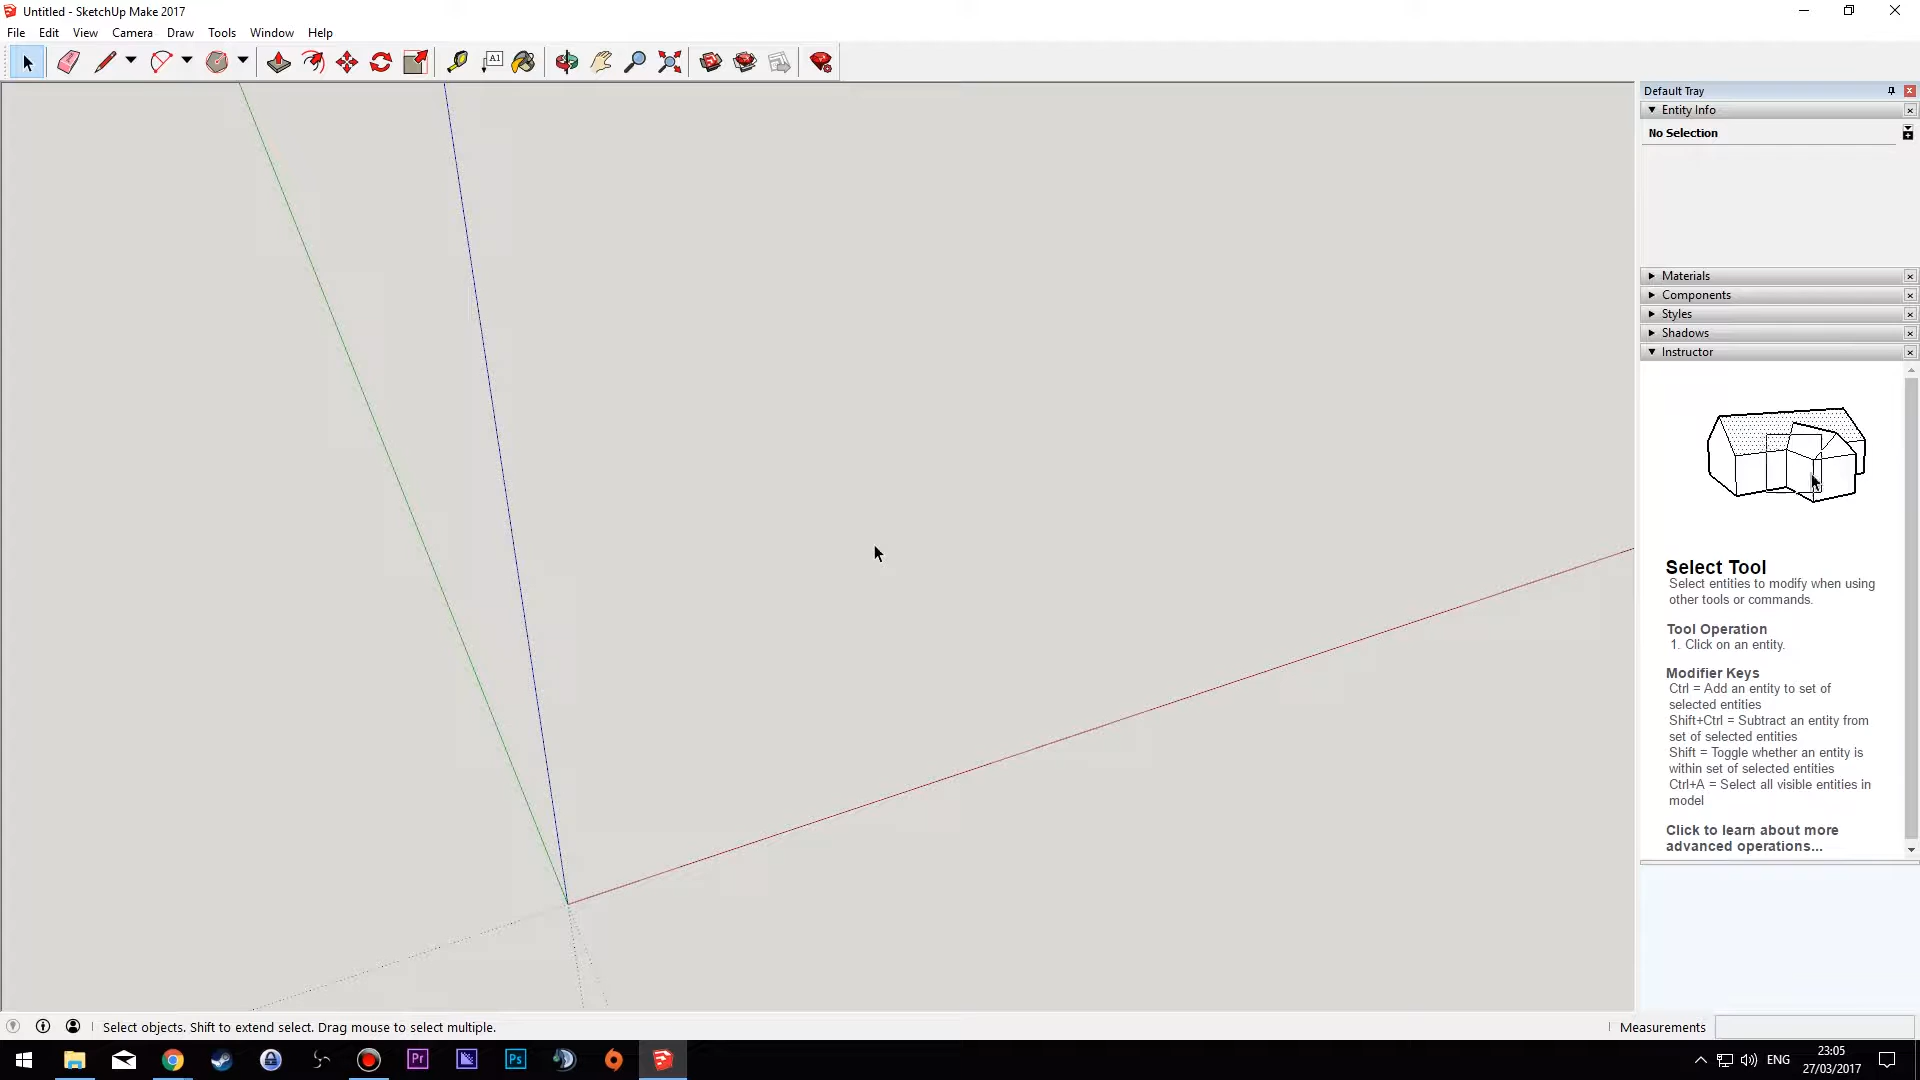 Untitled - SketchUp Make 2017
File Edit View Camera Draw Tools Window Help
A1
Default Tray
Entity Info
No Selection
Materials
Components
Styles
Shadows
Instructor
Select Tool
Select entities to modify when using
other tools or commands.
Tool Operation
1. Click on an entity.
Modifier Keys
Ctrl = Add an entity to set of
selected entities
Shift+Ctrl = Subtract an entity from
set of selected entities
Shift = Toggle whether an entity is
within set of selected entities
Ctrl+A = Select all visible entities in
model
Click to learn about more
advanced operations...
Select objects. Shift to extend select. Drag mouse to select multiple.
Measurements
Pr
Ps
ENG
23:05
27/03/2017